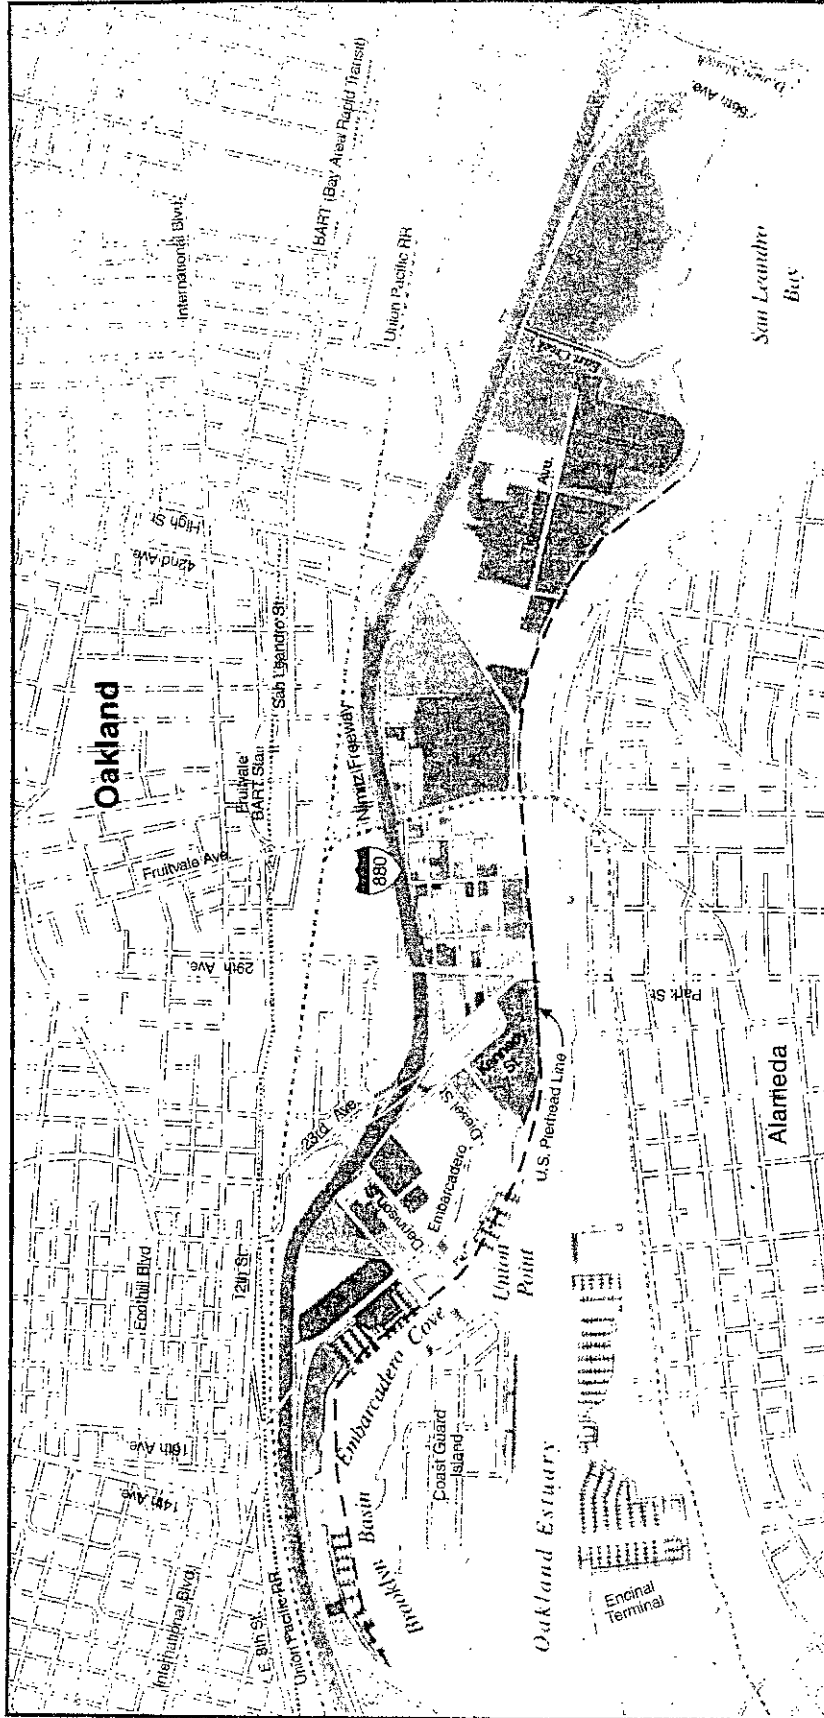 Oakland
International Blvd
BART (Bay Area Rapid Transit)
Union Pacific RR
High St
42nd Ave.
San Leandro St.
Fruitvale
BART Sta.
Fruitvale Ave
Nimitz Freeway
880
29th Ave.
23rd Ave
Foothill Blvd
12th St.
16th Ave.
14th Ave.
International Blvd
E. 8th St.
Union Pacific RR
66th Ave.
East Creek
San Leandro
Bay
Kennedy
St.
Diesel St.
Embarcadero
Dennison St.
U.S. Pierhead Line
Union
Point
Embarcadero Cove
Brooklyn
Basin
Coast Guard
Island
Oakland Estuary
Encinal
Terminal
Park St
Alameda